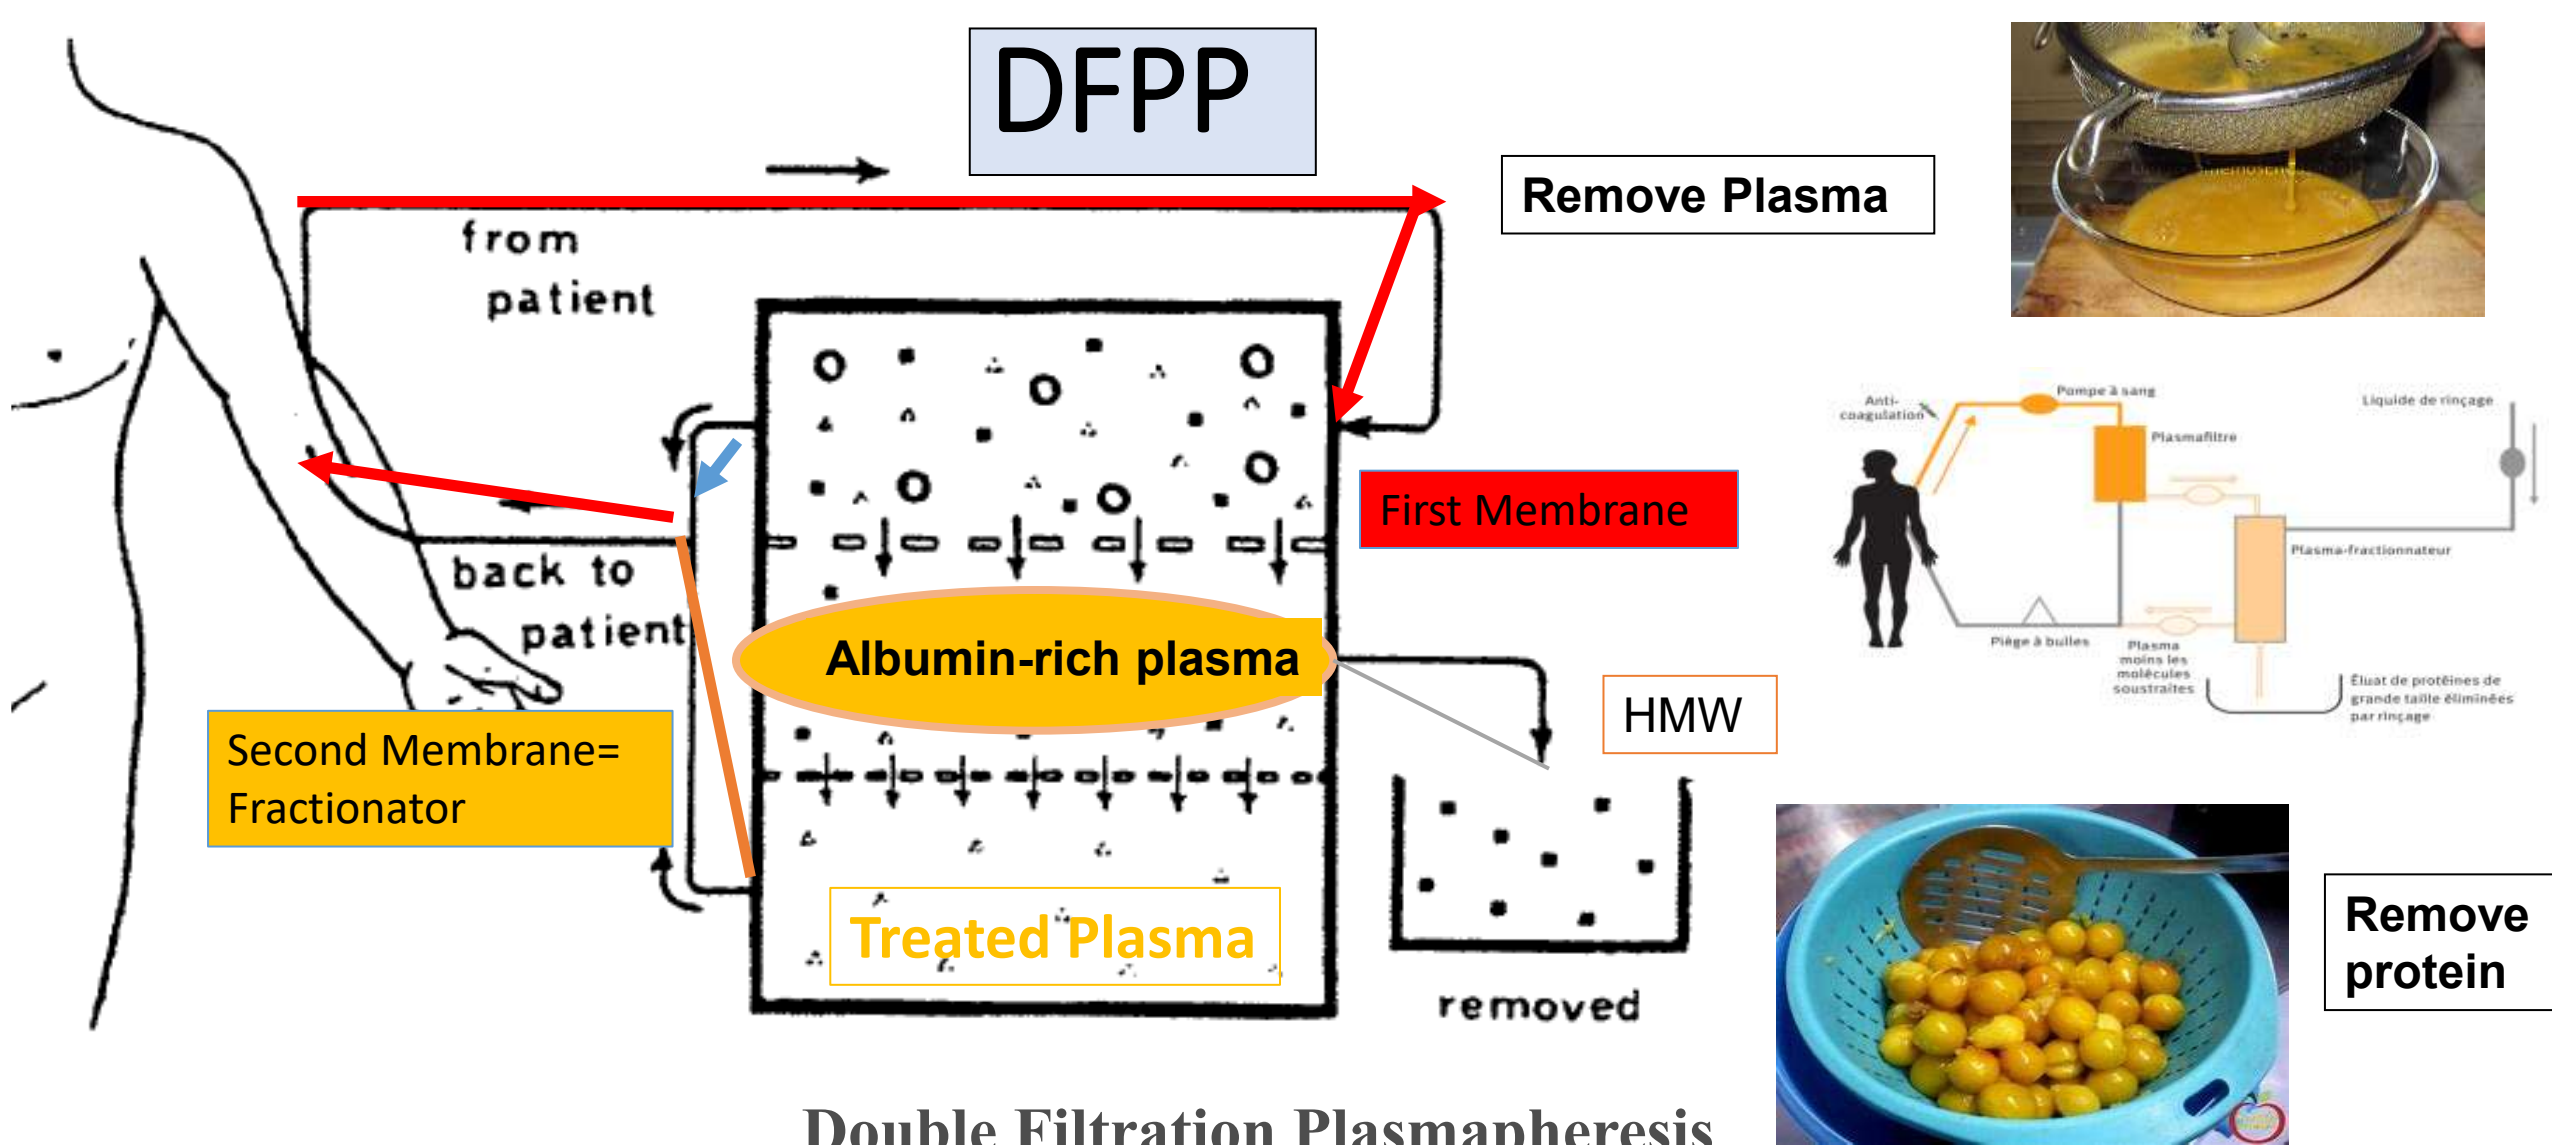 DFPP
Remove Plasma
from
patient
First Membrane
back to
patient
Albumin-rich plasma
HMW
Second Membrane=
Fractionator
Treated Plasma
removed
Anti-
coagulation
Pompe à sang
Liquide de rinçage
Plasmafiltre
Plasma-fractionnateur
Piège à bulles
Plasma
moins les
molécules
soustraites
Éluat de protéines de
grande taille éliminées
par rinçage
Remove
protein
Double Filtration Plasmapheresis